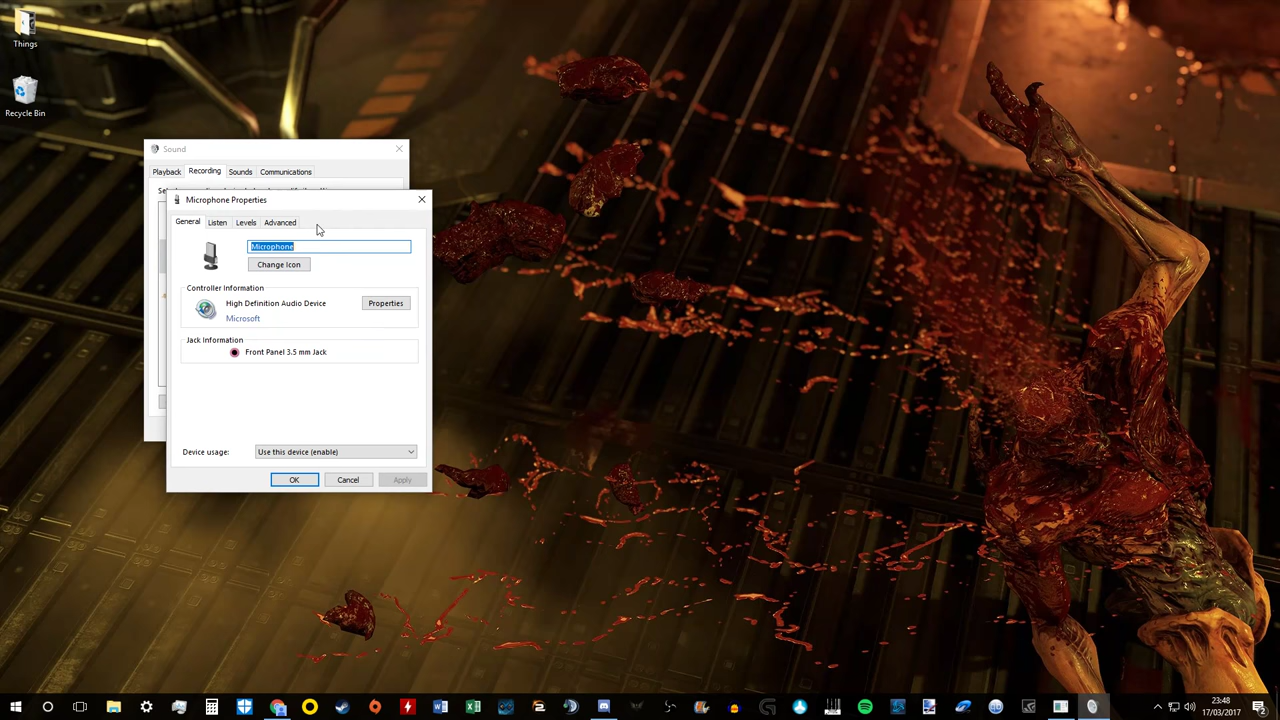 Things
Recycle Bin
Sound
Playback Recording Sounds Communications
Microphone Properties
General Listen Levels Advanced
Microphone
Change Icon
Controller Information
High Definition Audio Device Properties
Microsoft
Jack Information
Front Panel 3.5 mm Jack
Device usage: Use this device (enable)
OK Cancel Apply
23:48
17/03/2017